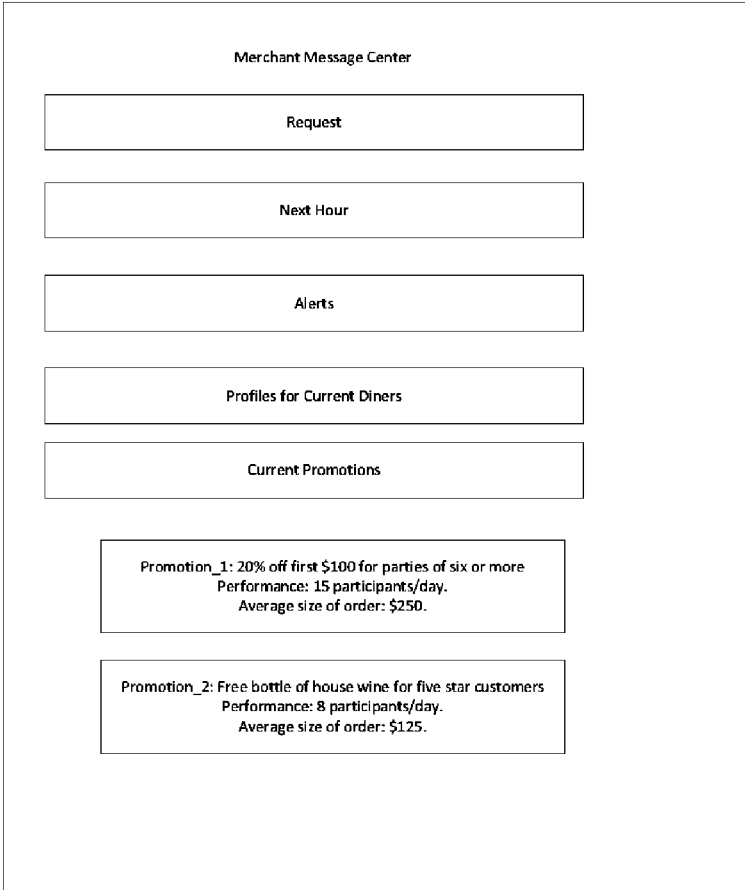 Merchant Message Center
Request
Next Hour
Alerts
Profiles for Current Diners
Current Promotions
Promotion_1: 20% off first $100 for parties of six or more
Performance: 15 participants/day.
Average size of order: $250.
Promotion_2: Free bottle of house wine for five star customers
Performance: 8 participants/day.
Average size of order: $125.